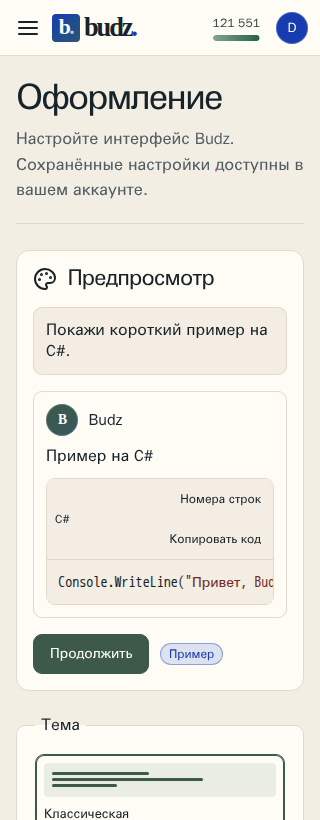 b. budz.
121 551
D
Оформление
Настройте интерфейс Budz.
Сохранённые настройки доступны в
вашем аккаунте.
Предпросмотр
Покажи короткий пример на
C#.
B Budz
Пример на C#
Номера строк
C#
Копировать код
Console.WriteLine("Привет, Bud
Продолжить
Пример
Тема
Классическая